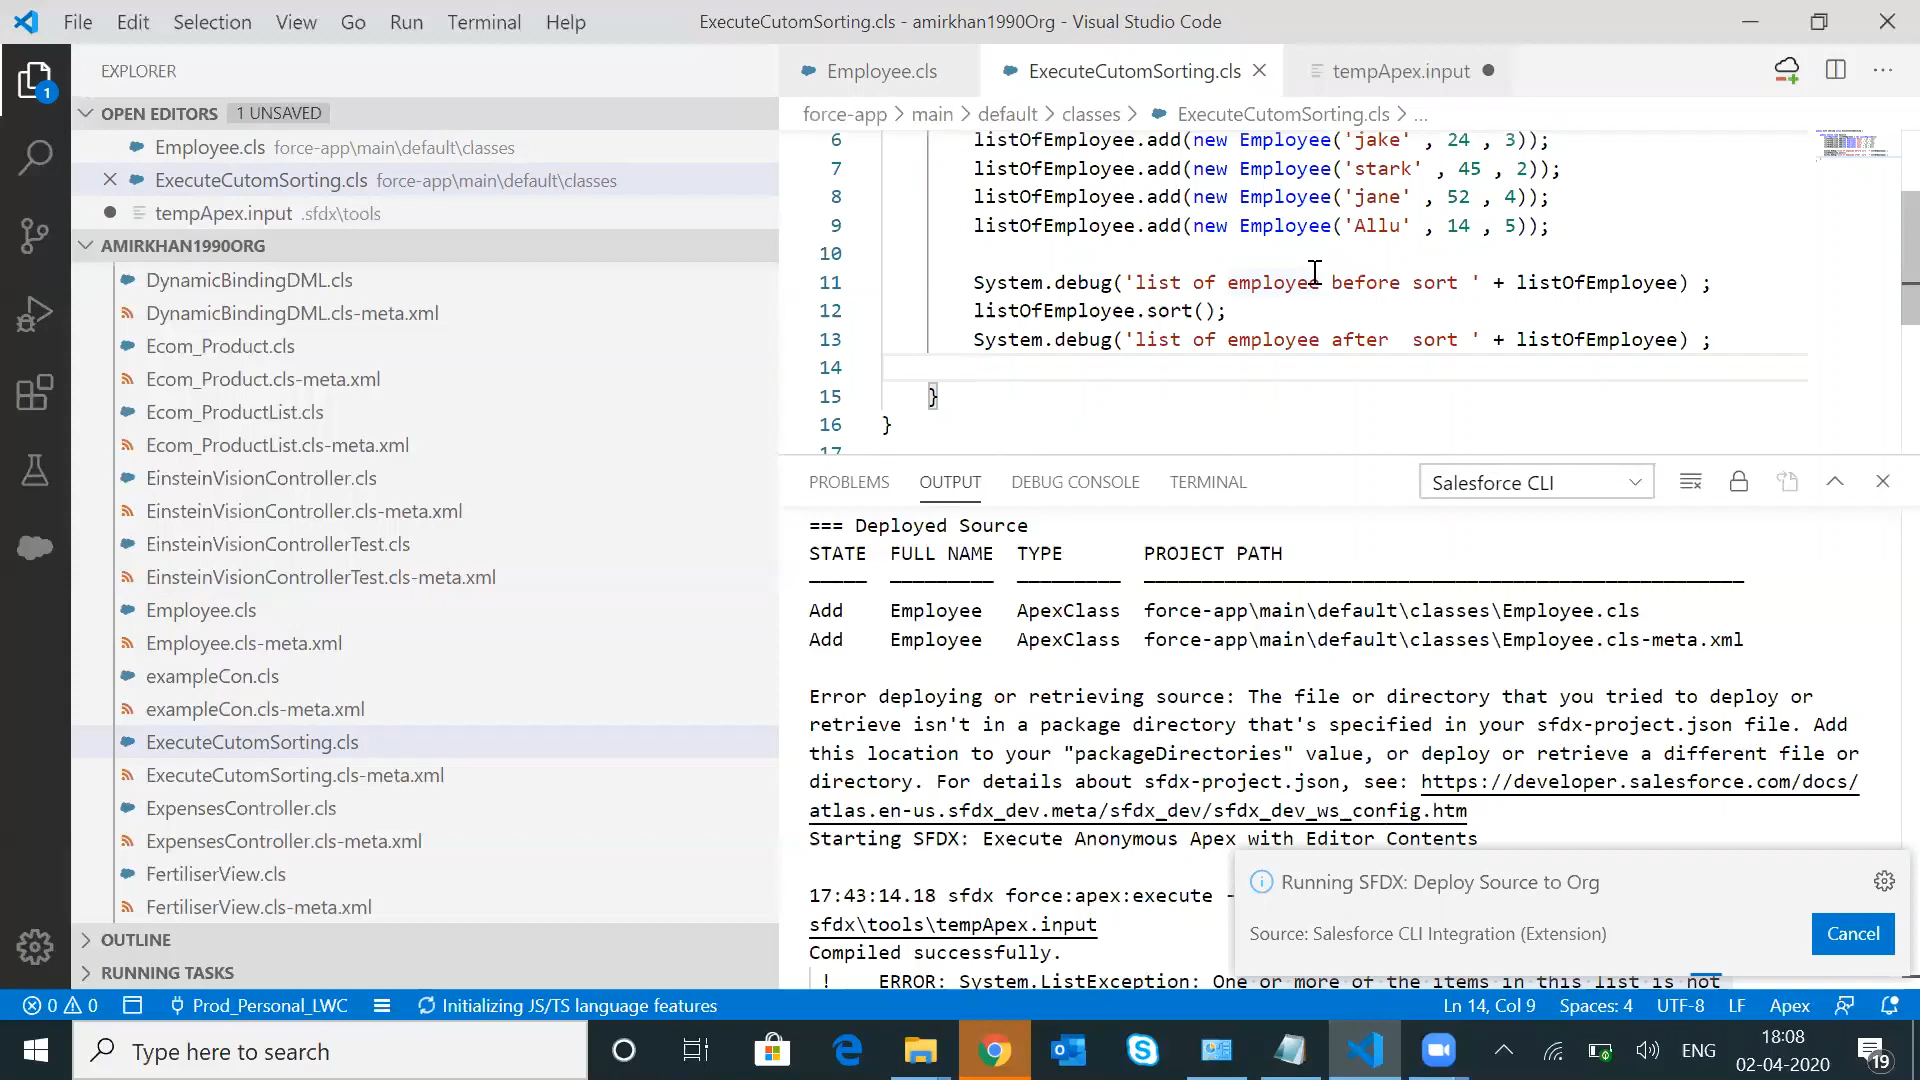 File Edit Selection View Go Run Terminal Help ExecuteCutomSorting.cls - amirkhan1990Org - Visual Studio Code
EXPLORER
OPEN EDITORS 1 UNSAVED
Employee.cls force-app\main\default\classes
ExecuteCutomSorting.cls force-app\main\default\classes
tempApex.input .sfdx\tools
AMIRKHAN1990ORG
DynamicBindingDML.cls
DynamicBindingDML.cls-meta.xml
Ecom_Product.cls
Ecom_Product.cls-meta.xml
Ecom_ProductList.cls
Ecom_ProductList.cls-meta.xml
EinsteinVisionController.cls
EinsteinVisionController.cls-meta.xml
EinsteinVisionControllerTest.cls
EinsteinVisionControllerTest.cls-meta.xml
Employee.cls
Employee.cls-meta.xml
exampleCon.cls
exampleCon.cls-meta.xml
ExecuteCutomSorting.cls
ExecuteCutomSorting.cls-meta.xml
ExpensesController.cls
ExpensesController.cls-meta.xml
FertiliserView.cls
FertiliserView.cls-meta.xml
OUTLINE
RUNNING TASKS
1
Employee.cls ExecuteCutomSorting.cls tempApex.input
force-app > main > default > classes > ExecuteCutomSorting.cls > ...
6 listOfEmployee.add(new Employee('jake' , 24 , 3));
7 listOfEmployee.add(new Employee('stark' , 45 , 2));
8 listOfEmployee.add(new Employee('jane' , 52 , 4));
9 listOfEmployee.add(new Employee('Allu' , 14 , 5));
10
11 System.debug('list of employee before sort ' + listOfEmployee) ;
12 listOfEmployee.sort();
13 System.debug('list of employee after  sort ' + listOfEmployee) ;
14
15 }
16 }
17
PROBLEMS OUTPUT DEBUG CONSOLE TERMINAL Salesforce CLI
=== Deployed Source
STATE FULL NAME TYPE PROJECT PATH
Add Employee ApexClass force-app\main\default\classes\Employee.cls
Add Employee ApexClass force-app\main\default\classes\Employee.cls-meta.xml
Error deploying or retrieving source: The file or directory that you tried to deploy or
retrieve isn't in a package directory that's specified in your sfdx-project.json file. Add
this location to your "packageDirectories" value, or deploy or retrieve a different file or
directory. For details about sfdx-project.json, see: https://developer.salesforce.com/docs/
atlas.en-us.sfdx_dev.meta/sfdx_dev/sfdx_dev_ws_config.htm
Starting SFDX: Execute Anonymous Apex with Editor Contents
17:43:14.18 sfdx force:apex:execute -
sfdx\tools\tempApex.input
Compiled successfully.
! ERROR: System.ListException: One or more of the items in this list is not
Running SFDX: Deploy Source to Org
Source: Salesforce CLI Integration (Extension) Cancel
0 0 Prod_Personal_LWC Initializing JS/TS language features Ln 14, Col 9 Spaces: 4 UTF-8 LF Apex
Type here to search
ENG 18:08
02-04-2020
19